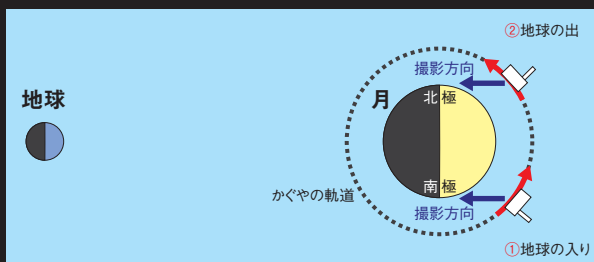 ②地球の出
撮影方向
地球
月
北極
南極
かぐやの軌道
撮影方向
①地球の入り